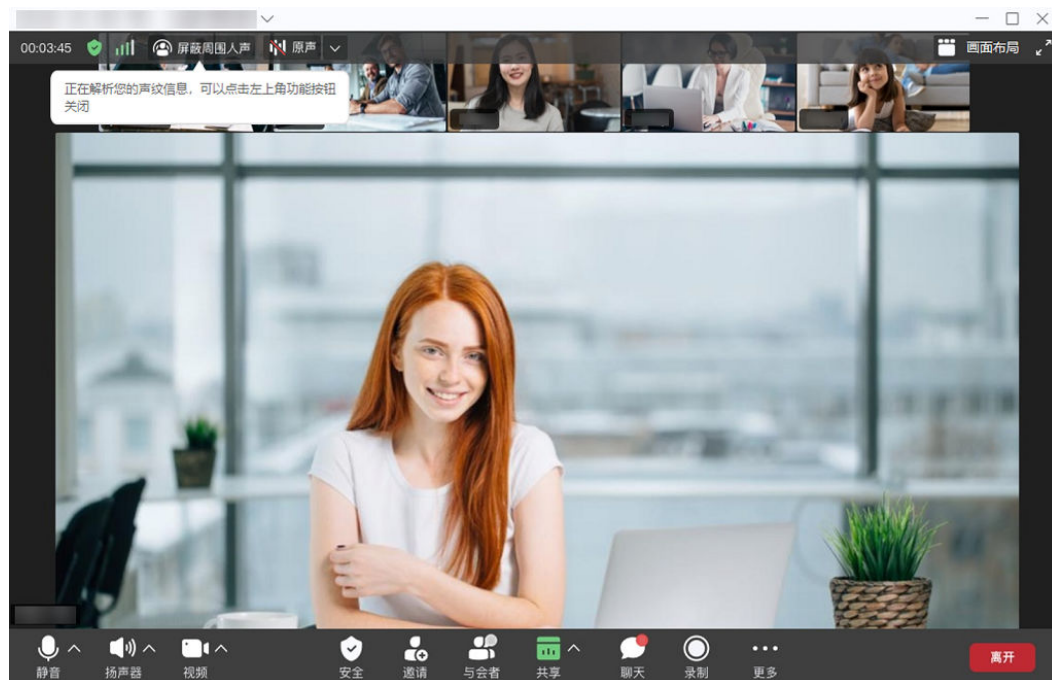 00:03:45
屏蔽周围人声
原声
画面布局
正在解析您的声纹信息，可以点击左上角功能按钮
关闭
静音
扬声器
视频
安全
邀请
与会者
共享
聊天
录制
更多
离开